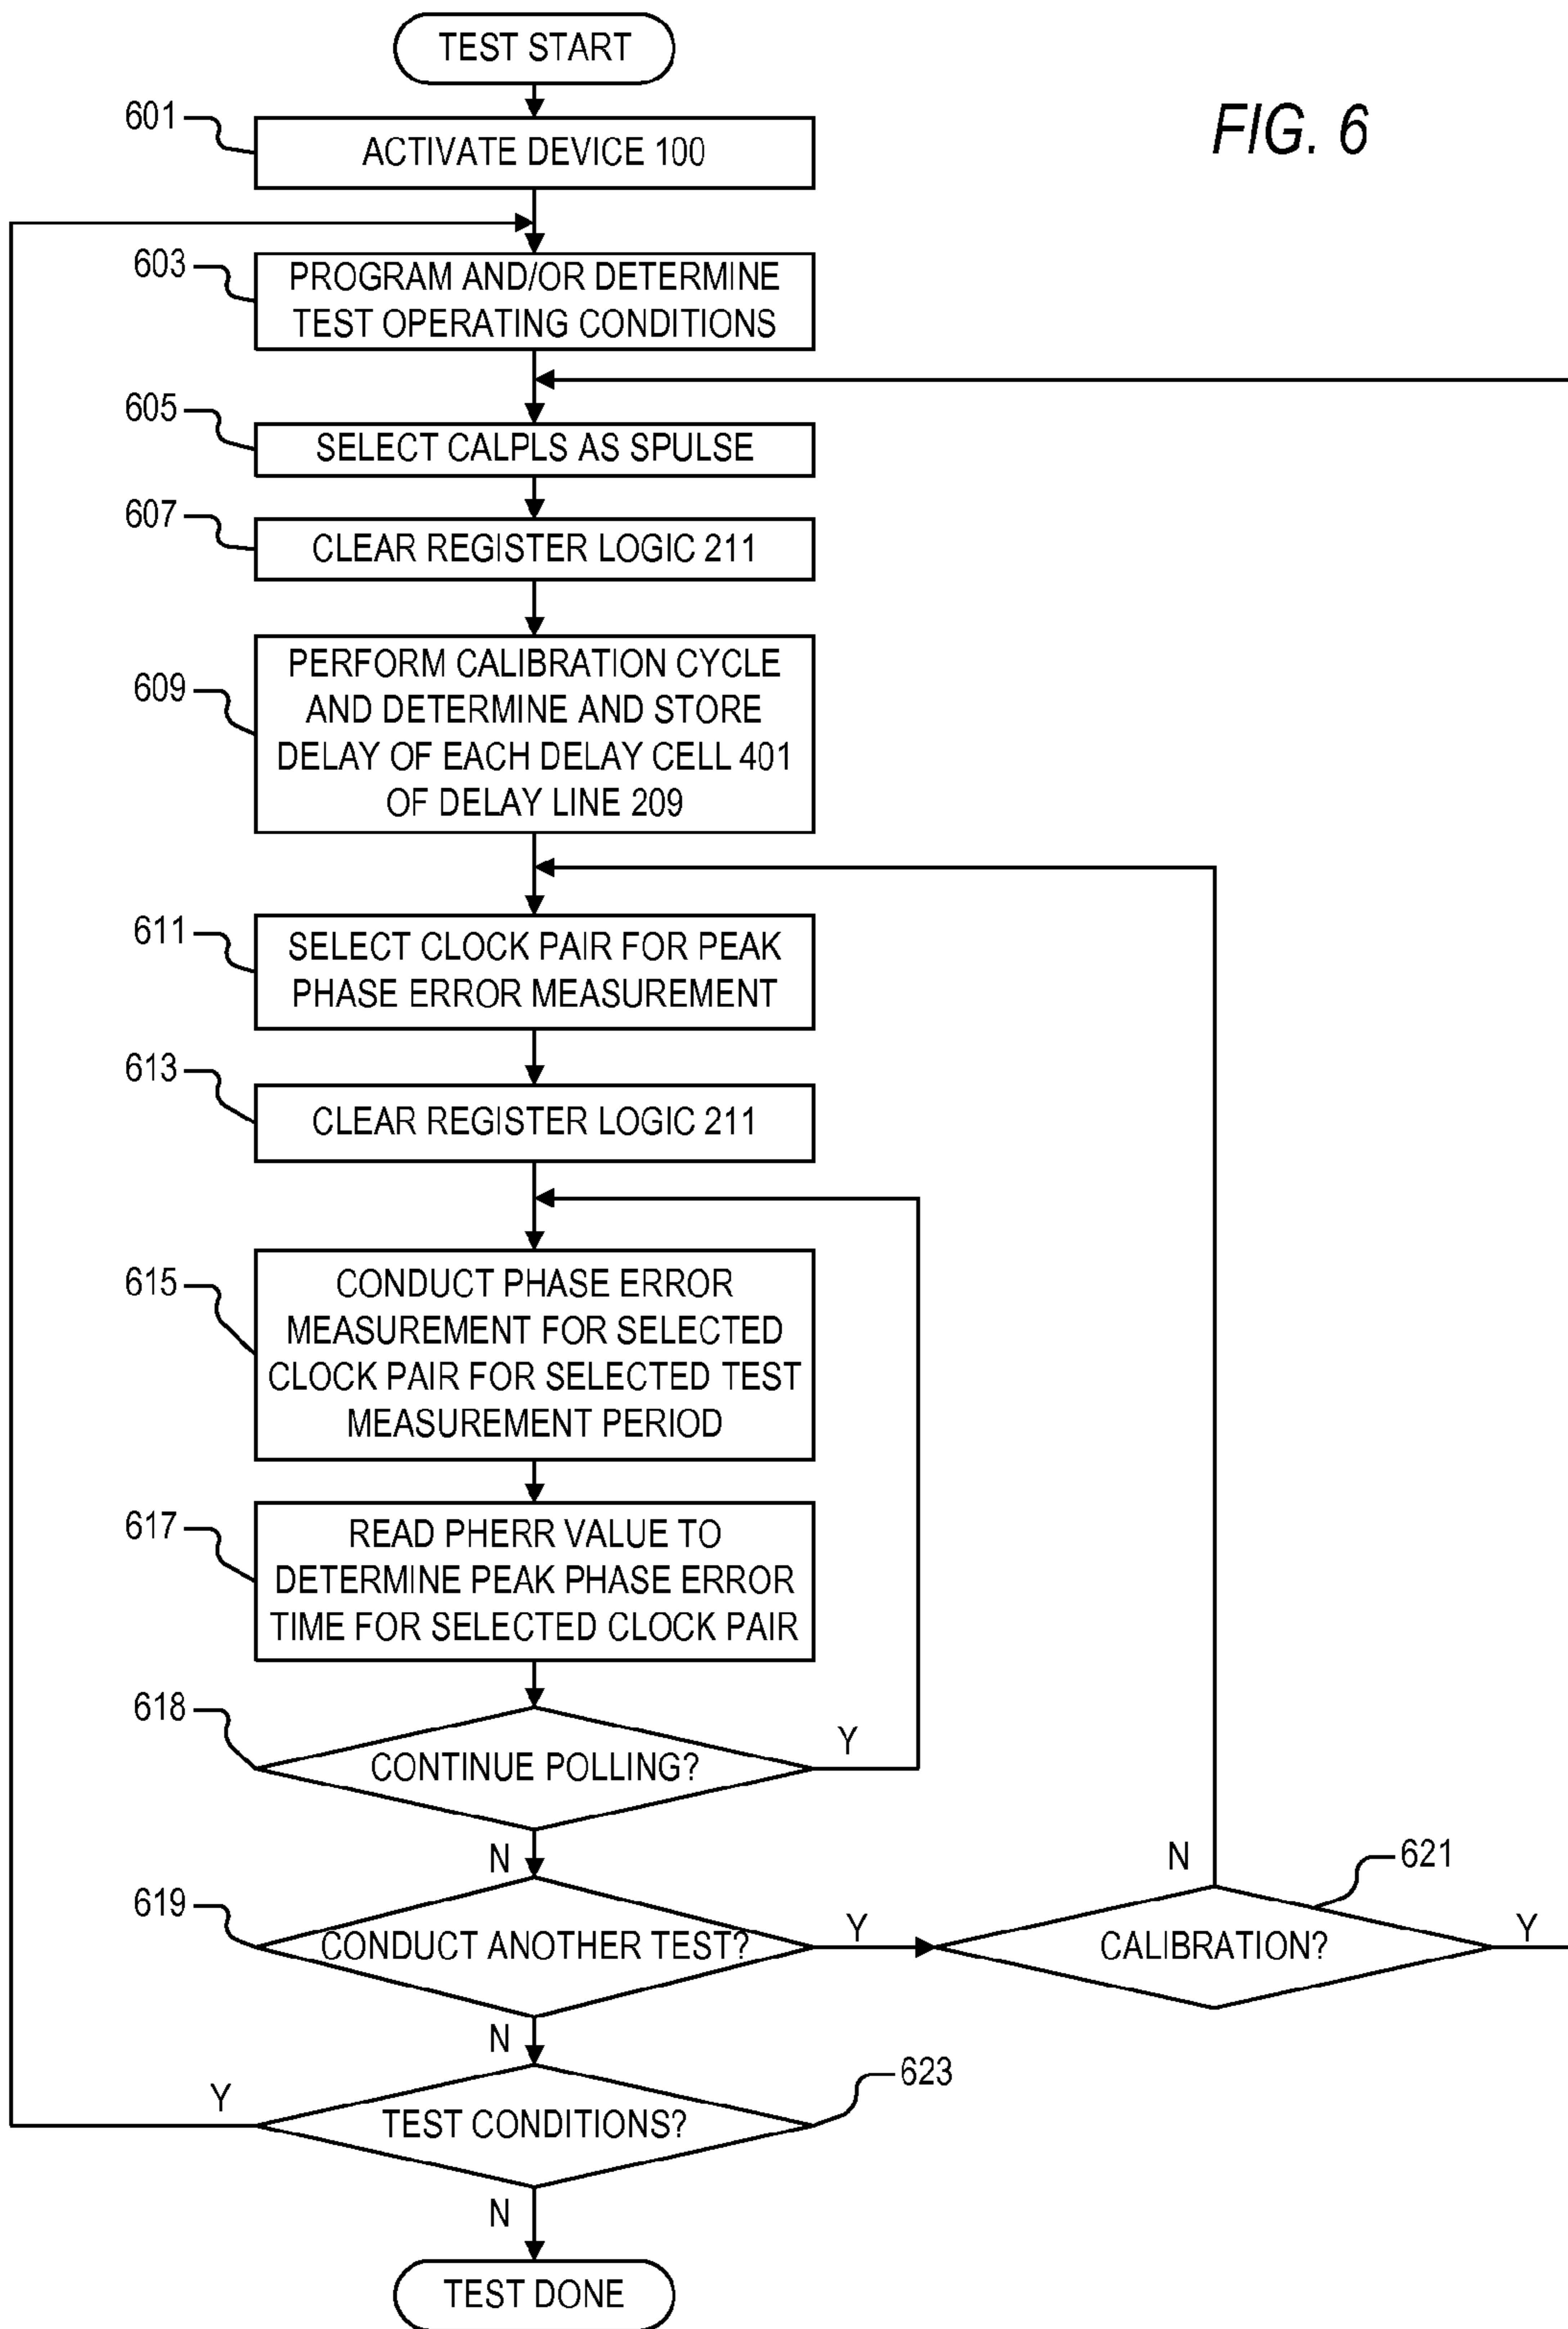 TEST START
FIG. 6
601
ACTIVATE DEVICE 100
603
PROGRAM AND/OR DETERMINE
TEST OPERATING CONDITIONS
605
SELECT CALPLS AS SPULSE
607
CLEAR REGISTER LOGIC 211
609
PERFORM CALIBRATION CYCLE
AND DETERMINE AND STORE
DELAY OF EACH DELAY CELL 401
OF DELAY LINE 209
611
SELECT CLOCK PAIR FOR PEAK
PHASE ERROR MEASUREMENT
613
CLEAR REGISTER LOGIC 211
615
CONDUCT PHASE ERROR
MEASUREMENT FOR SELECTED
CLOCK PAIR FOR SELECTED TEST
MEASUREMENT PERIOD
617
READ PHERR VALUE TO
DETERMINE PEAK PHASE ERROR
TIME FOR SELECTED CLOCK PAIR
618
CONTINUE POLLING?
Y
N
619
CONDUCT ANOTHER TEST?
Y
N
621
CALIBRATION?
Y
N
623
Y
TEST CONDITIONS?
N
TEST DONE